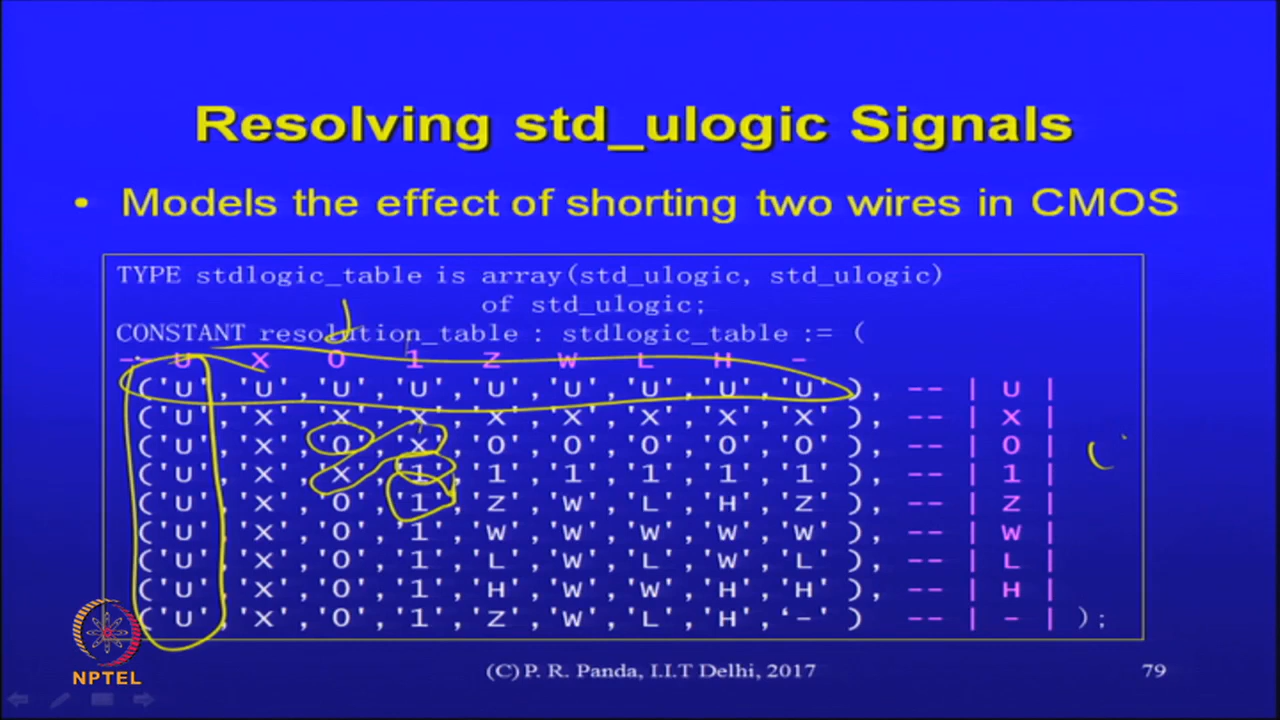 Resolving std_ulogic Signals
• Models the effect of shorting two wires in CMOS
TYPE stdlogic_table is array(std_ulogic, std_ulogic)
of std_ulogic;
CONSTANT resolution_table : stdlogic_table := (
-- U X 0 1 Z W L H -
('U','U','U','U','U','U','U','U','U'), -- | U |
('U','X','X','X','X','X','X','X','X'), -- | X |
('U','X','0','X','0','0','0','0','0'), -- | 0 |
('U','X','X','1','1','1','1','1','1'), -- | 1 |
('U','X','0','1','Z','W','L','H','Z'), -- | Z |
('U','X','0','1','W','W','W','W','W'), -- | W |
('U','X','0','1','L','W','L','W','L'), -- | L |
('U','X','0','1','H','W','W','H','H'), -- | H |
('U','X','0','1','Z','W','L','H','-') -- | - | );
NPTEL
(C) P. R. Panda, I.I.T Delhi, 2017 79